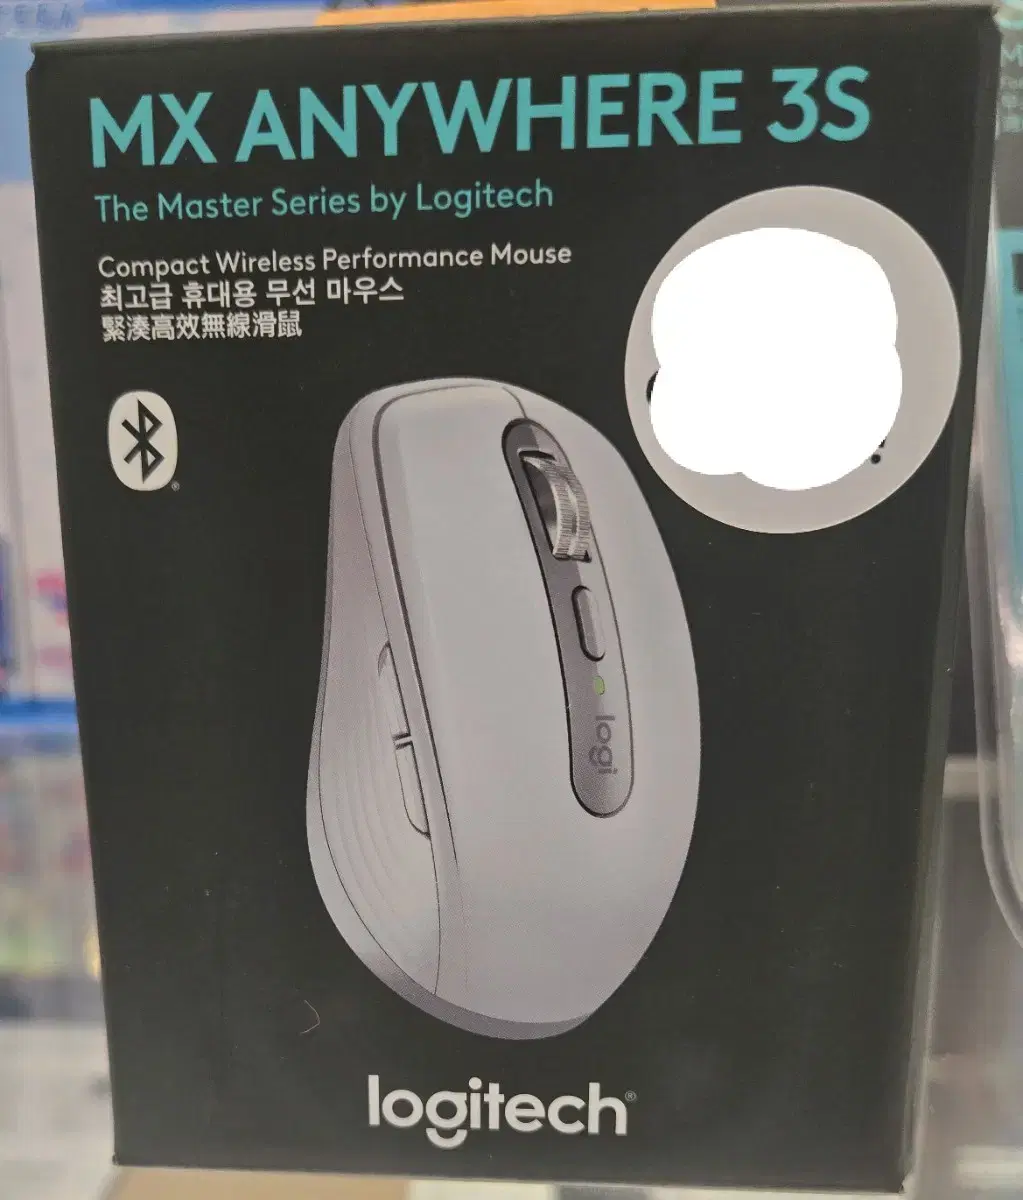 MX ANYWHERE 3S
The Master Series by Logitech
Compact Wireless Performance Mouse
최고급 휴대용 무선 마우스
緊湊高效無線滑鼠
logi
logitech®